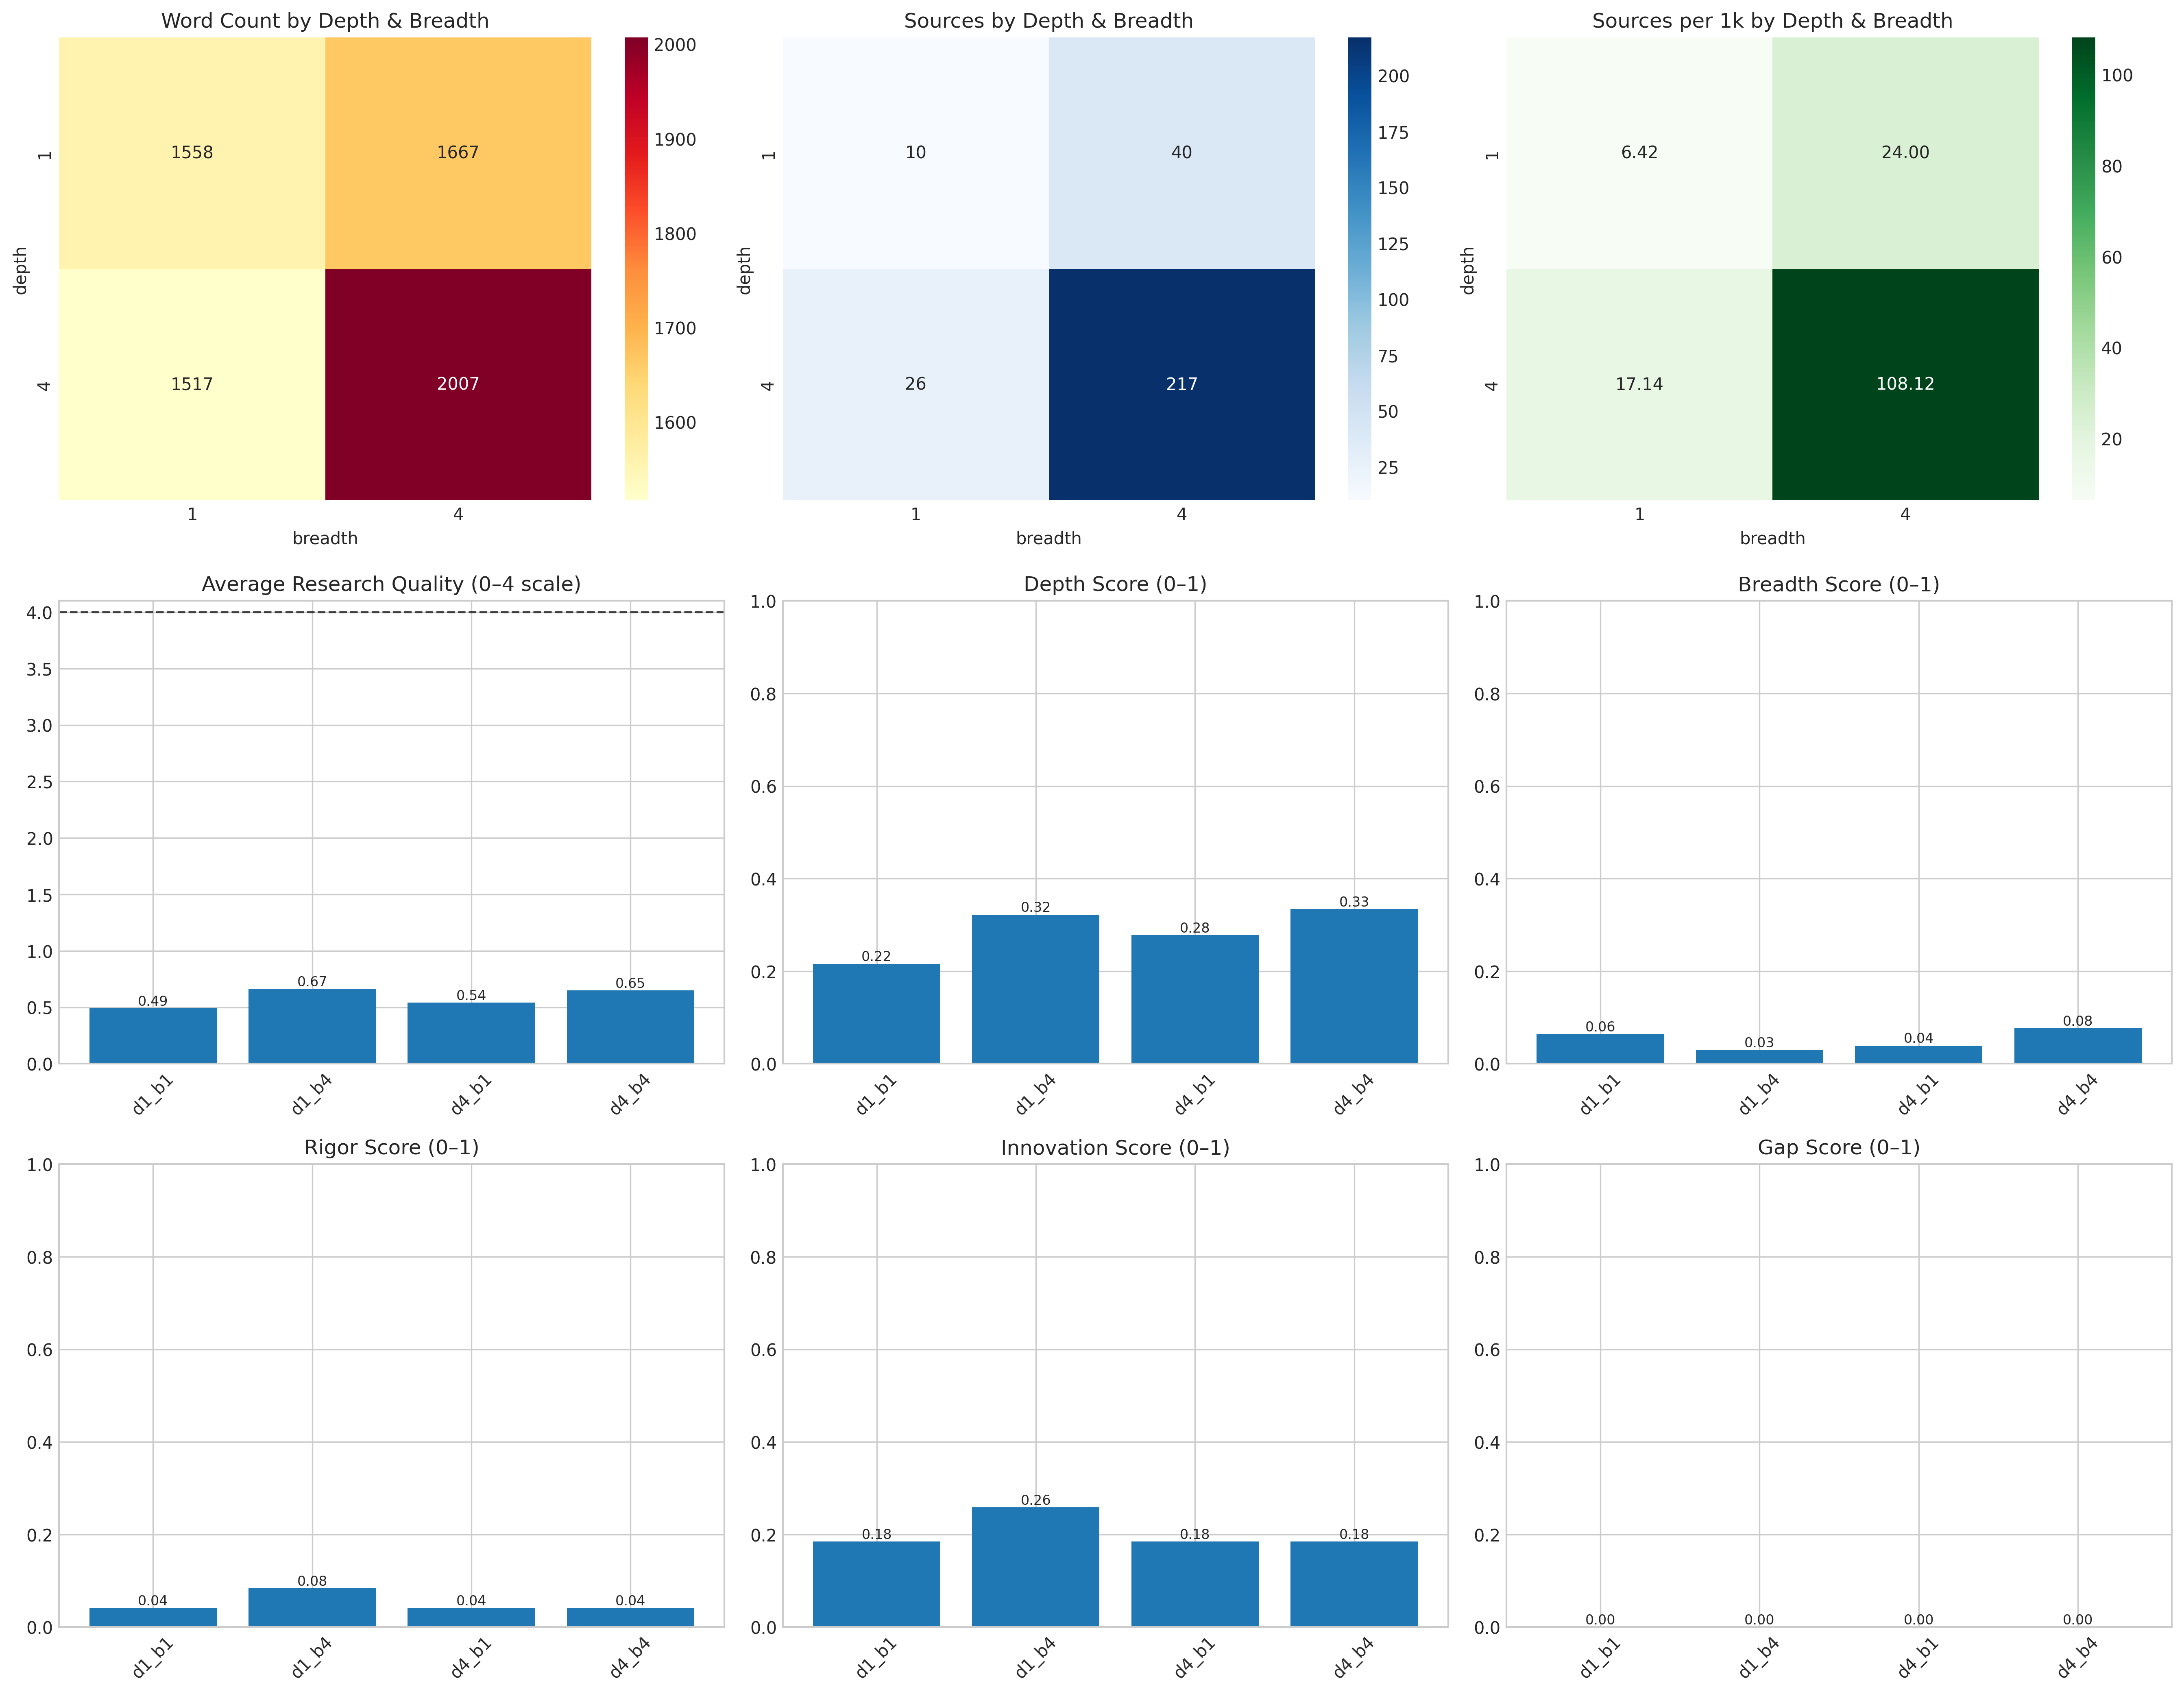 Word Count by Depth & Breadth
1558 1667
1517 2007
1
4
depth
1 4
breadth
2000
1900
1800
1700
1600
Sources by Depth & Breadth
10 40
26 217
1
4
depth
1 4
breadth
200
175
150
125
100
75
50
25
Sources per 1k by Depth & Breadth
6.42 24.00
17.14 108.12
1
4
depth
1 4
breadth
100
80
60
40
20
Average Research Quality (0–4 scale)
4.0
3.5
3.0
2.5
2.0
1.5
1.0
0.5
0.0
0.49 0.67 0.54 0.65
d1_b1 d1_b4 d4_b1 d4_b4
Depth Score (0–1)
1.0
0.8
0.6
0.4
0.2
0.0
0.22 0.32 0.28 0.33
d1_b1 d1_b4 d4_b1 d4_b4
Breadth Score (0–1)
1.0
0.8
0.6
0.4
0.2
0.0
0.06 0.03 0.04 0.08
d1_b1 d1_b4 d4_b1 d4_b4
Rigor Score (0–1)
1.0
0.8
0.6
0.4
0.2
0.0
0.04 0.08 0.04 0.04
d1_b1 d1_b4 d4_b1 d4_b4
Innovation Score (0–1)
1.0
0.8
0.6
0.4
0.2
0.0
0.18 0.26 0.18 0.18
d1_b1 d1_b4 d4_b1 d4_b4
Gap Score (0–1)
1.0
0.8
0.6
0.4
0.2
0.0
0.00 0.00 0.00 0.00
d1_b1 d1_b4 d4_b1 d4_b4